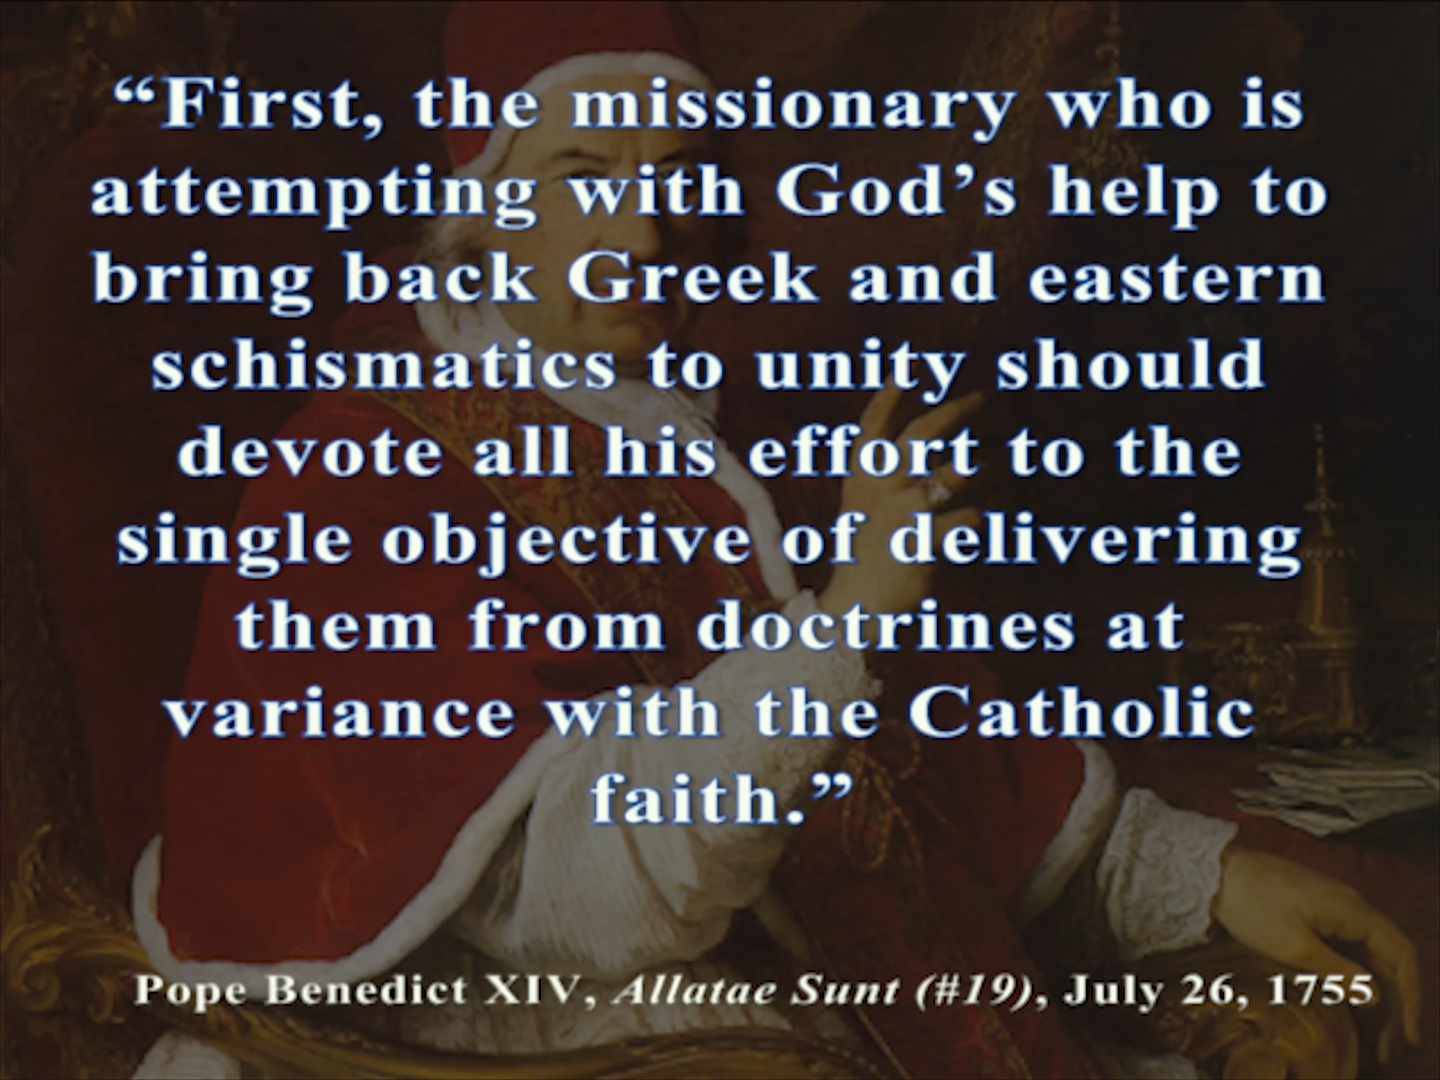 “First, the missionary who is
attempting with God’s help to
bring back Greek and eastern
schismatics to unity should
devote all his effort to the
single objective of delivering
them from doctrines at
variance with the Catholic
faith.”
Pope Benedict XIV, Allatae Sunt (#19), July 26, 1755